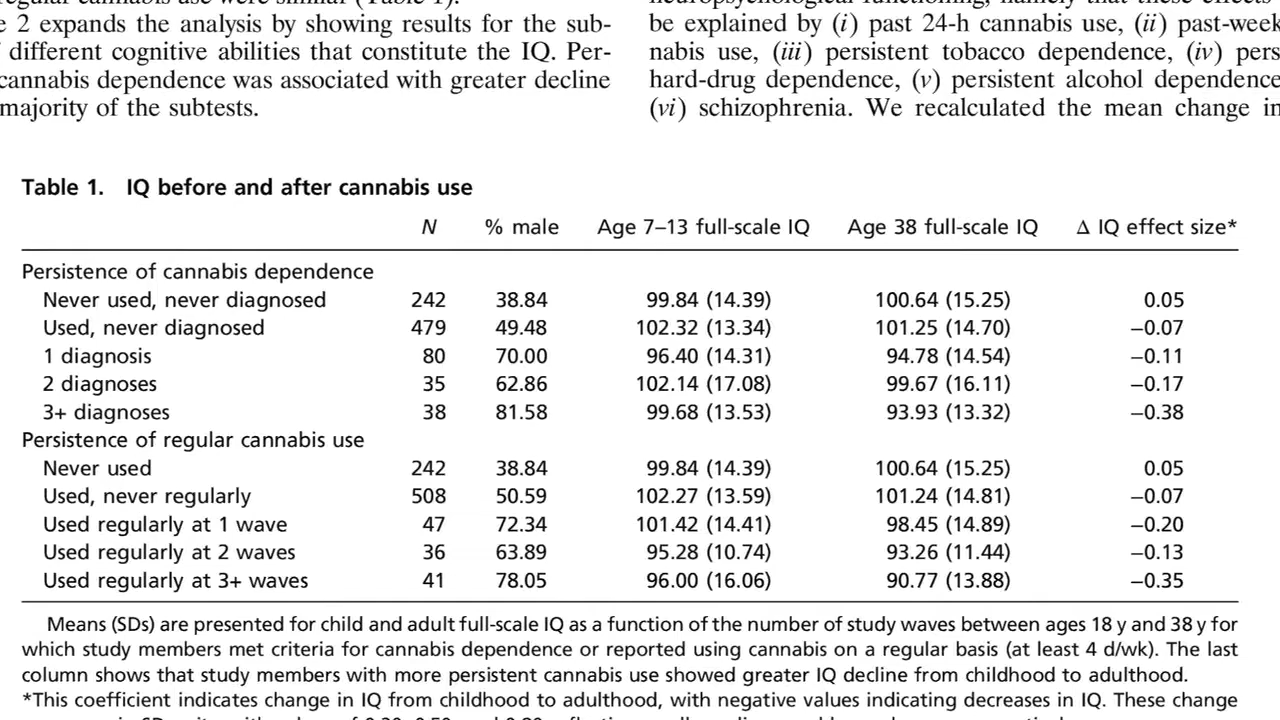 regular cannabis use were similar (Table 1).
e 2 expands the analysis by showing results for the sub-
different cognitive abilities that constitute the IQ. Per-
cannabis dependence was associated with greater decline
majority of the subtests.
neuropsychological functioning, namely that these effects
be explained by (i) past 24-h cannabis use, (ii) past-week
nabis use, (iii) persistent tobacco dependence, (iv) pers
hard-drug dependence, (v) persistent alcohol dependence
(vi) schizophrenia. We recalculated the mean change in
Table 1. IQ before and after cannabis use
N % male Age 7–13 full-scale IQ Age 38 full-scale IQ Δ IQ effect size*
Persistence of cannabis dependence
Never used, never diagnosed 242 38.84 99.84 (14.39) 100.64 (15.25) 0.05
Used, never diagnosed 479 49.48 102.32 (13.34) 101.25 (14.70) −0.07
1 diagnosis 80 70.00 96.40 (14.31) 94.78 (14.54) −0.11
2 diagnoses 35 62.86 102.14 (17.08) 99.67 (16.11) −0.17
3+ diagnoses 38 81.58 99.68 (13.53) 93.93 (13.32) −0.38
Persistence of regular cannabis use
Never used 242 38.84 99.84 (14.39) 100.64 (15.25) 0.05
Used, never regularly 508 50.59 102.27 (13.59) 101.24 (14.81) −0.07
Used regularly at 1 wave 47 72.34 101.42 (14.41) 98.45 (14.89) −0.20
Used regularly at 2 waves 36 63.89 95.28 (10.74) 93.26 (11.44) −0.13
Used regularly at 3+ waves 41 78.05 96.00 (16.06) 90.77 (13.88) −0.35
Means (SDs) are presented for child and adult full-scale IQ as a function of the number of study waves between ages 18 y and 38 y for
which study members met criteria for cannabis dependence or reported using cannabis on a regular basis (at least 4 d/wk). The last
column shows that study members with more persistent cannabis use showed greater IQ decline from childhood to adulthood.
*This coefficient indicates change in IQ from childhood to adulthood, with negative values indicating decreases in IQ. These change